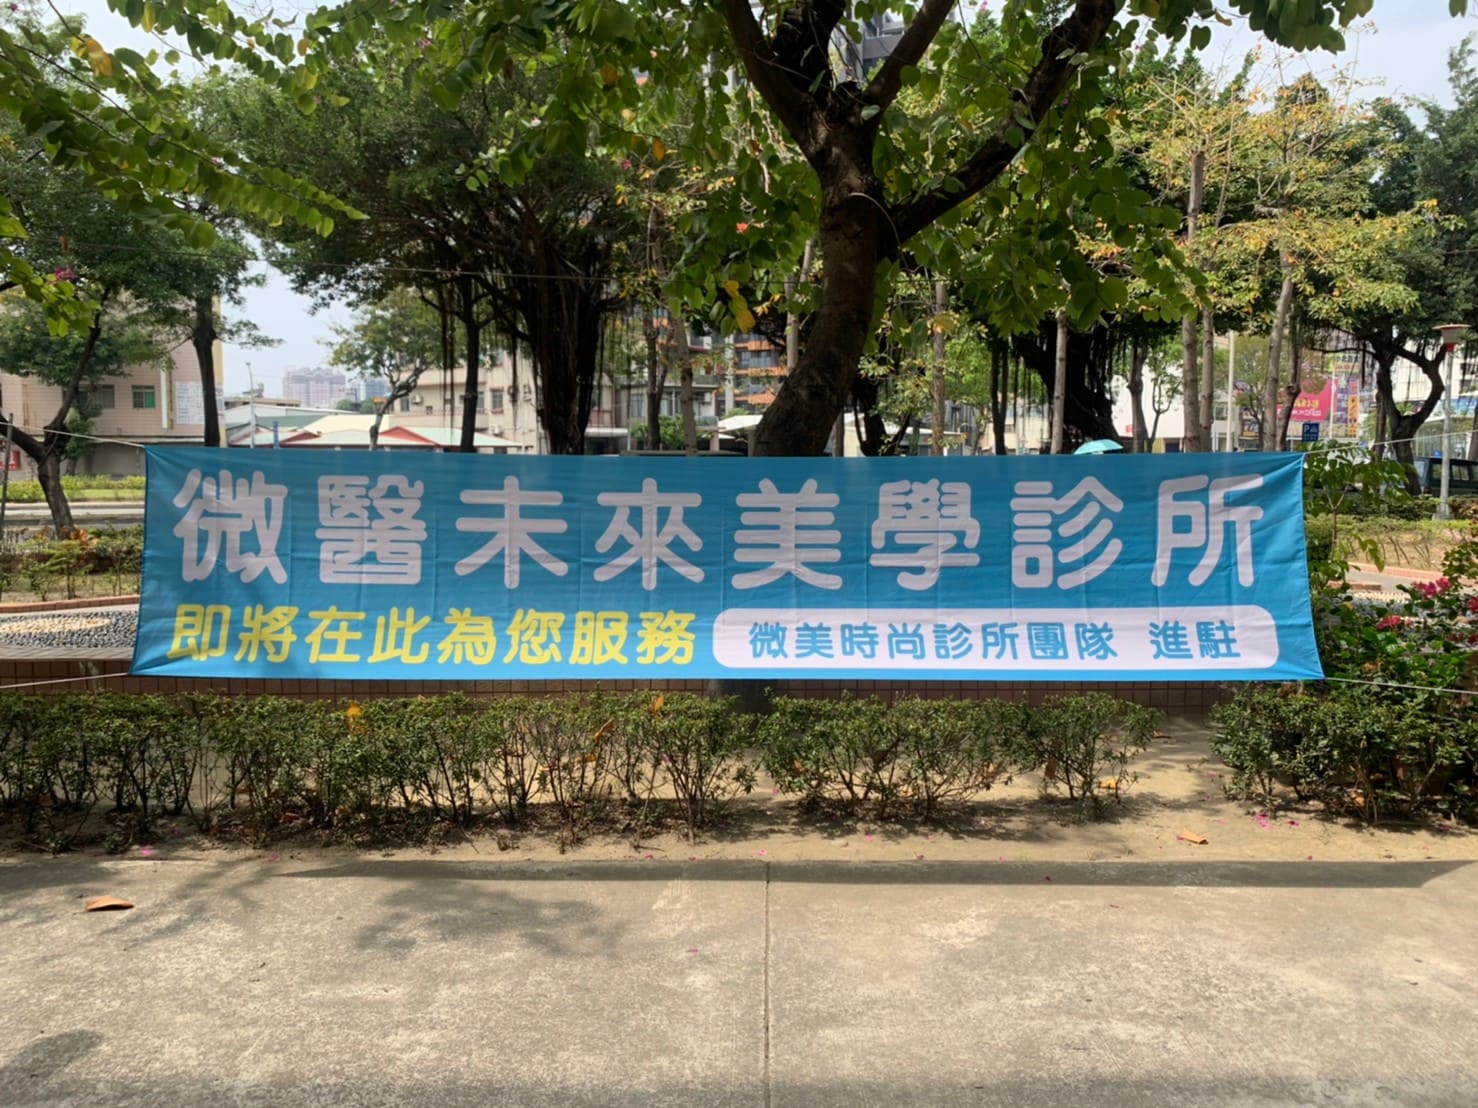 微醫未來美學診所
即將在此為您服務 微美時尚診所團隊 進駐
P